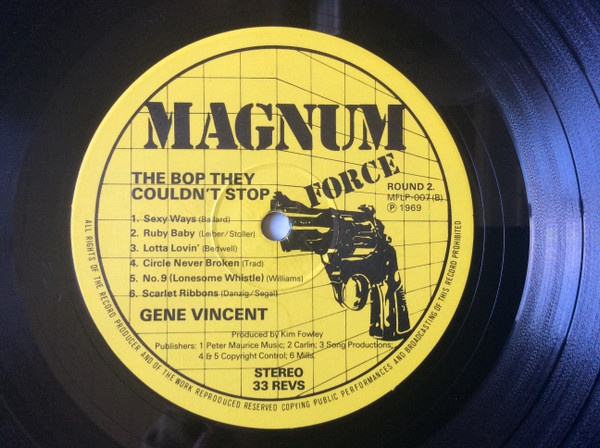 MAGNUM
FORCE
THE BOP THEY
COULDN'T STOP
ROUND 2.
MFLP-007 (B)
℗ 1969
1. Sexy Ways (Ballard)
2. Ruby Baby (Leiber/Stoller)
3. Lotta Lovin' (Bedwell)
4. Circle Never Broken (Trad)
5. No.9 (Lonesome Whistle) (Williams)
6. Scarlet Ribbons (Danzig/Segal)
GENE VINCENT
Produced by Kim Fowley
Publishers: 1 Peter Maurice Music; 2 Carlin; 3 Song Productions;
4 & 5 Copyright Control; 6 Mills.
STEREO
33 REVS
ALL RIGHTS OF THE RECORD PRODUCER AND OF THE WORK REPRODUCED RESERVED COPYING PUBLIC PERFORMANCES AND BROADCASTING OF THIS RECORD PROHIBITED